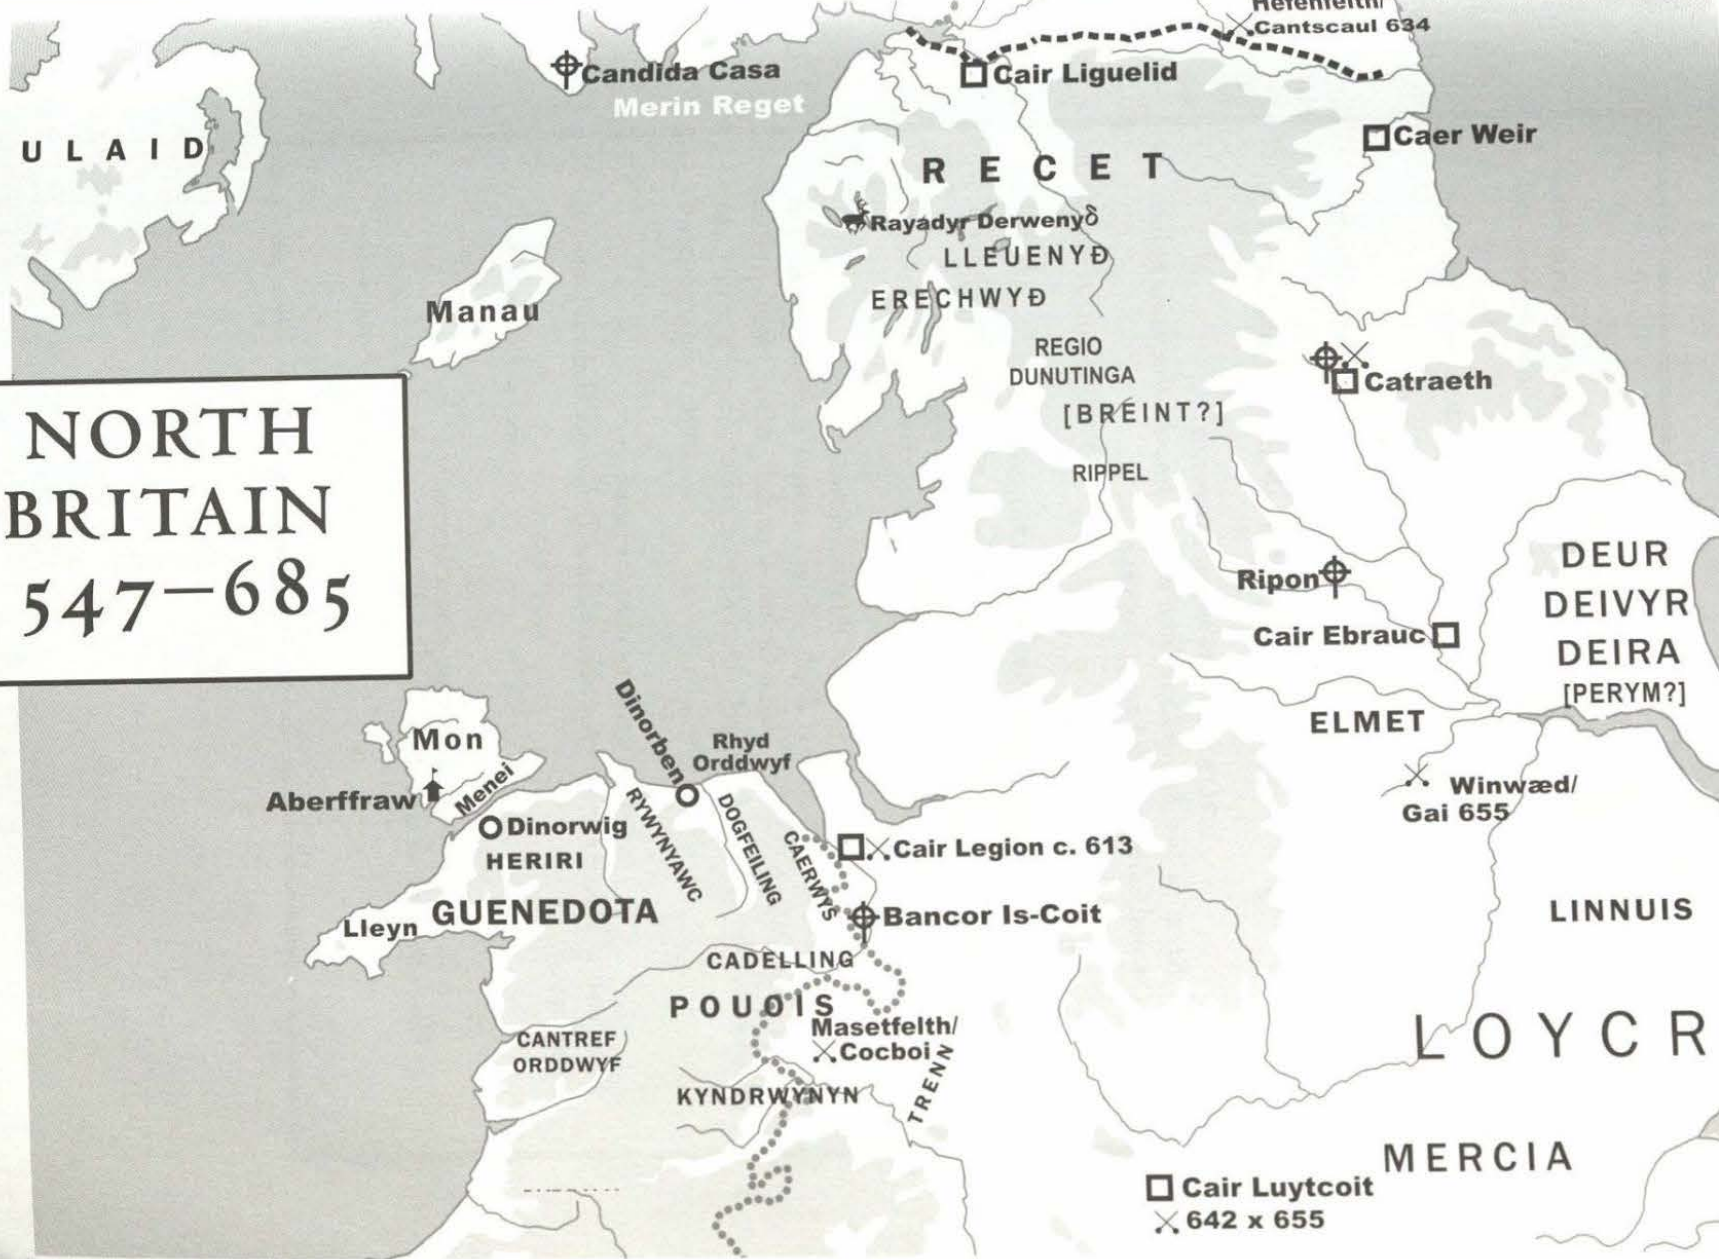 Hefenfelth/
Cantscaul 634
Candida Casa
Merin Reget
Cair Liguelid
Caer Weir
ULAID
RECET
Rayadyr Derwenyδ
LLEUENYĐ
ERECHWYĐ
Manau
REGIO
DUNUTINGA
[BREINT?]
RIPPEL
Catraeth
NORTH
BRITAIN
547–685
Ripon
Cair Ebrauc
DEUR
DEIVYR
DEIRA
[PERYM?]
ELMET
Winwæd/
Gai 655
Mon
Menei
Aberffraw
Dinorben
Rhyd
Orddwyf
Dinorwig
HERIRI
RYWYNYAWC
DOGFEILING
CAERWYS
Cair Legion c. 613
Bancor Is-Coit
Lleyn
GUENEDOTA
LINNUIS
CADELLING
POUOIS
Masetfelth/
Cocboi
TRENN
CANTREF
ORDDWYF
KYNDRWYNYN
LOYCR
MERCIA
Cair Luytcoit
642 x 655